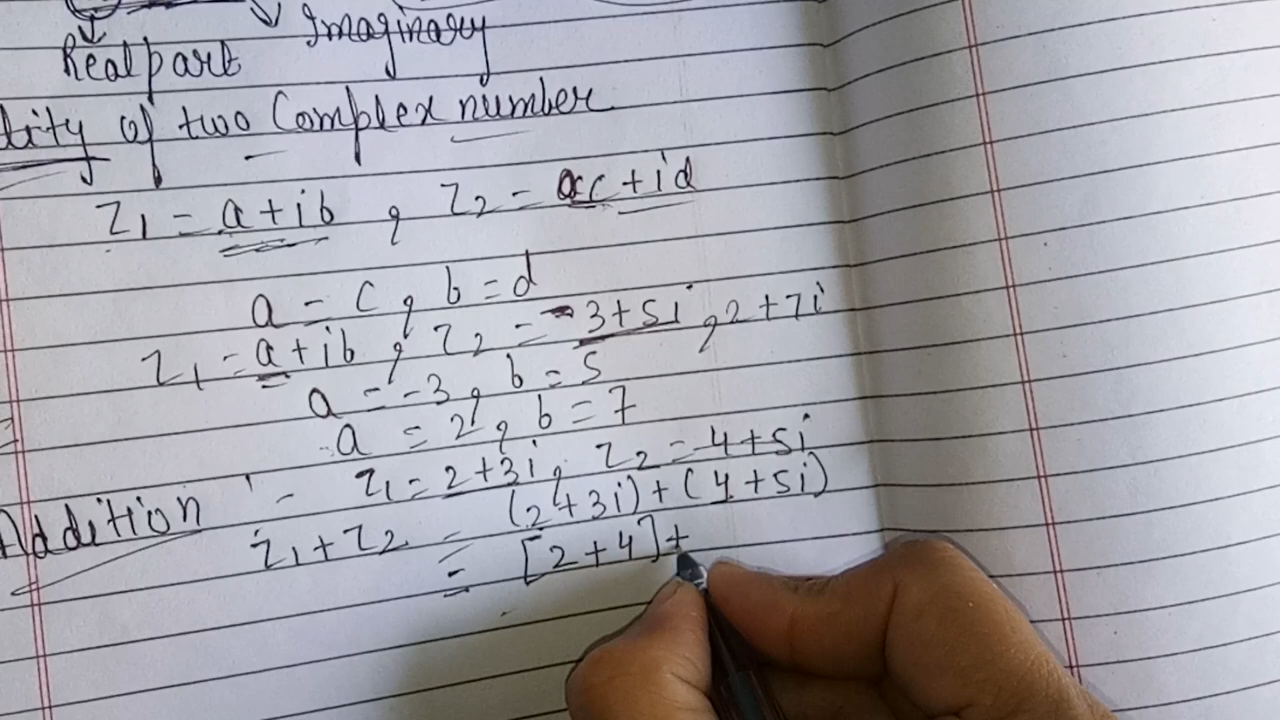 Real part Imaginary
lity of two Complex number
Z1 = a+ib , Z2 = c+id
a = c , b = d
Z1 = a+ib , Z2 = -3+5i , 2+7i
a = -3 , b = 5
a = 2 , b = 7
Addition :- Z1 = 2+3i , Z2 = 4+5i
Z1+Z2 = (2+3i)+(4+5i)
= [2+4]+